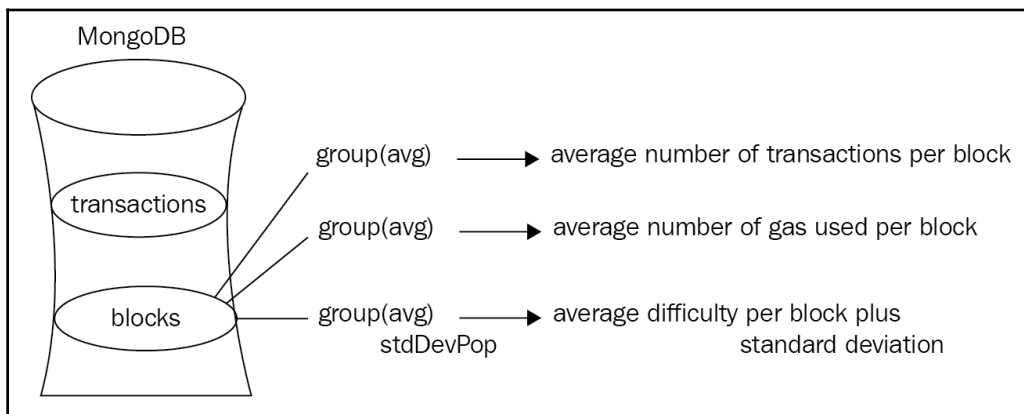 MongoDB
group(avg) average number of transactions per block
transactions
group(avg) average number of gas used per block
blocks
group(avg) average difficulty per block plus
stdDevPop standard deviation